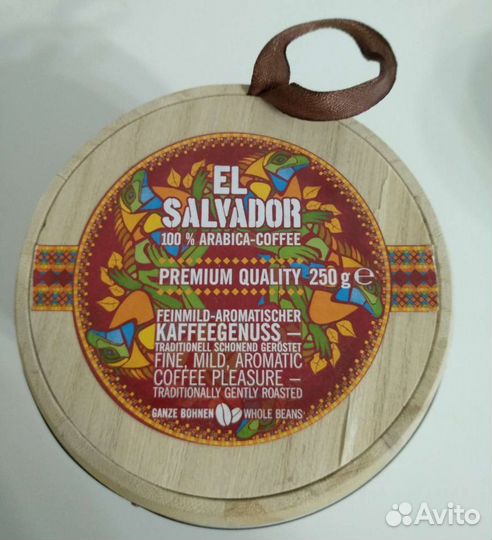 EL
SALVADOR
100 % ARABICA-COFFEE
PREMIUM QUALITY 250 g ℮
FEINMILD-AROMATISCHER
KAFFEEGENUSS –
TRADITIONELL SCHONEND GERÖSTET
FINE, MILD, AROMATIC
COFFEE PLEASURE –
TRADITIONALLY GENTLY ROASTED
GANZE BOHNEN WHOLE BEANS
Avito